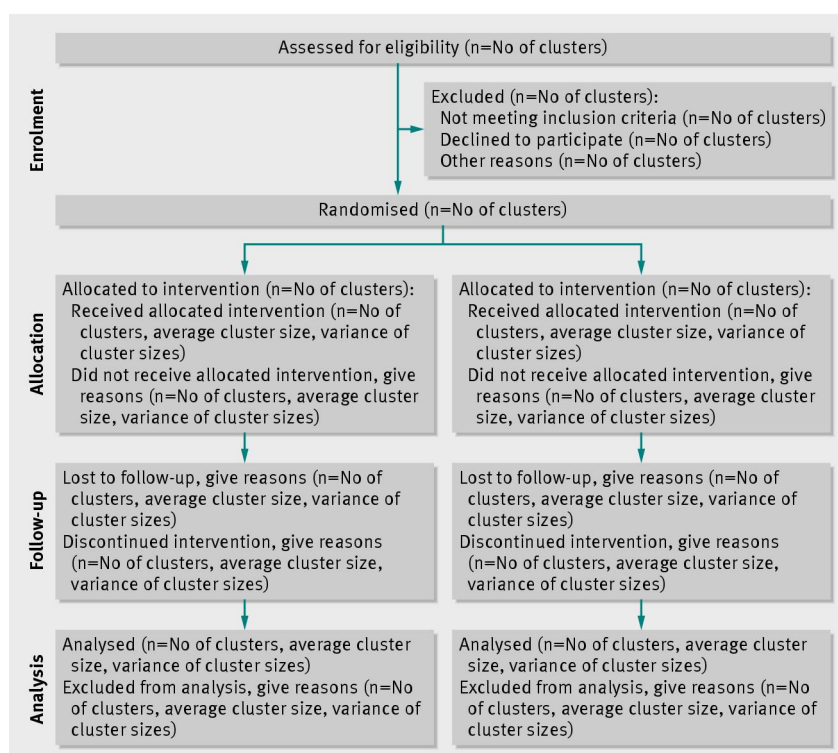 Enrolment
Assessed for eligibility (n=No of clusters)
Excluded (n=No of clusters):
Not meeting inclusion criteria (n=No of clusters)
Declined to participate (n=No of clusters)
Other reasons (n=No of clusters)
Randomised (n=No of clusters)
Allocation
Allocated to intervention (n=No of clusters):
Received allocated intervention (n=No of
clusters, average cluster size, variance of
cluster sizes)
Did not receive allocated intervention, give
reasons (n=No of clusters, average cluster
size, variance of cluster sizes)
Allocated to intervention (n=No of clusters):
Received allocated intervention (n=No of
clusters, average cluster size, variance of
cluster sizes)
Did not receive allocated intervention, give
reasons (n=No of clusters, average cluster
size, variance of cluster sizes)
Follow-up
Lost to follow-up, give reasons (n=No of
clusters, average cluster size, variance of
cluster sizes)
Discontinued intervention, give reasons
(n=No of clusters, average cluster size,
variance of cluster sizes)
Lost to follow-up, give reasons (n=No of
clusters, average cluster size, variance of
cluster sizes)
Discontinued intervention, give reasons
(n=No of clusters, average cluster size,
variance of cluster sizes)
Analysis
Analysed (n=No of clusters, average cluster
size, variance of cluster sizes)
Excluded from analysis, give reasons (n=No
of clusters, average cluster size, variance of
cluster sizes)
Analysed (n=No of clusters, average cluster
size, variance of cluster sizes)
Excluded from analysis, give reasons (n=No
of clusters, average cluster size, variance of
cluster sizes)